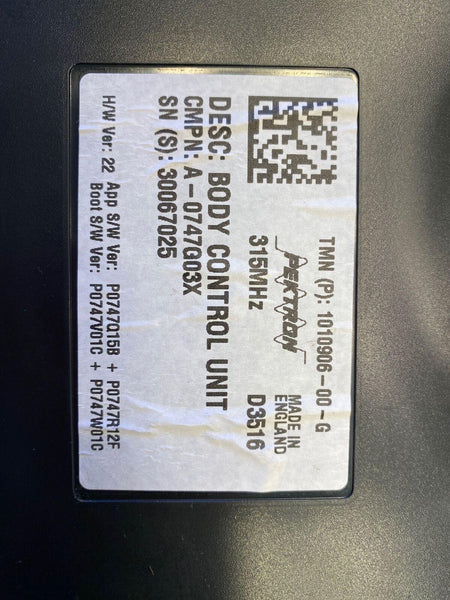 TMN (P): 1010906-00-G
PEKTRON
MADE IN
ENGLAND
315MHz
D3516
DESC: BODY CONTROL UNIT
CMPN: A-0747Q03X
SN (S): 30067025
H/W Ver: 22 App S/W Ver: P0747Q15B + P0747R12F
Boot S/W Ver: P0747V01C + P0747W01C